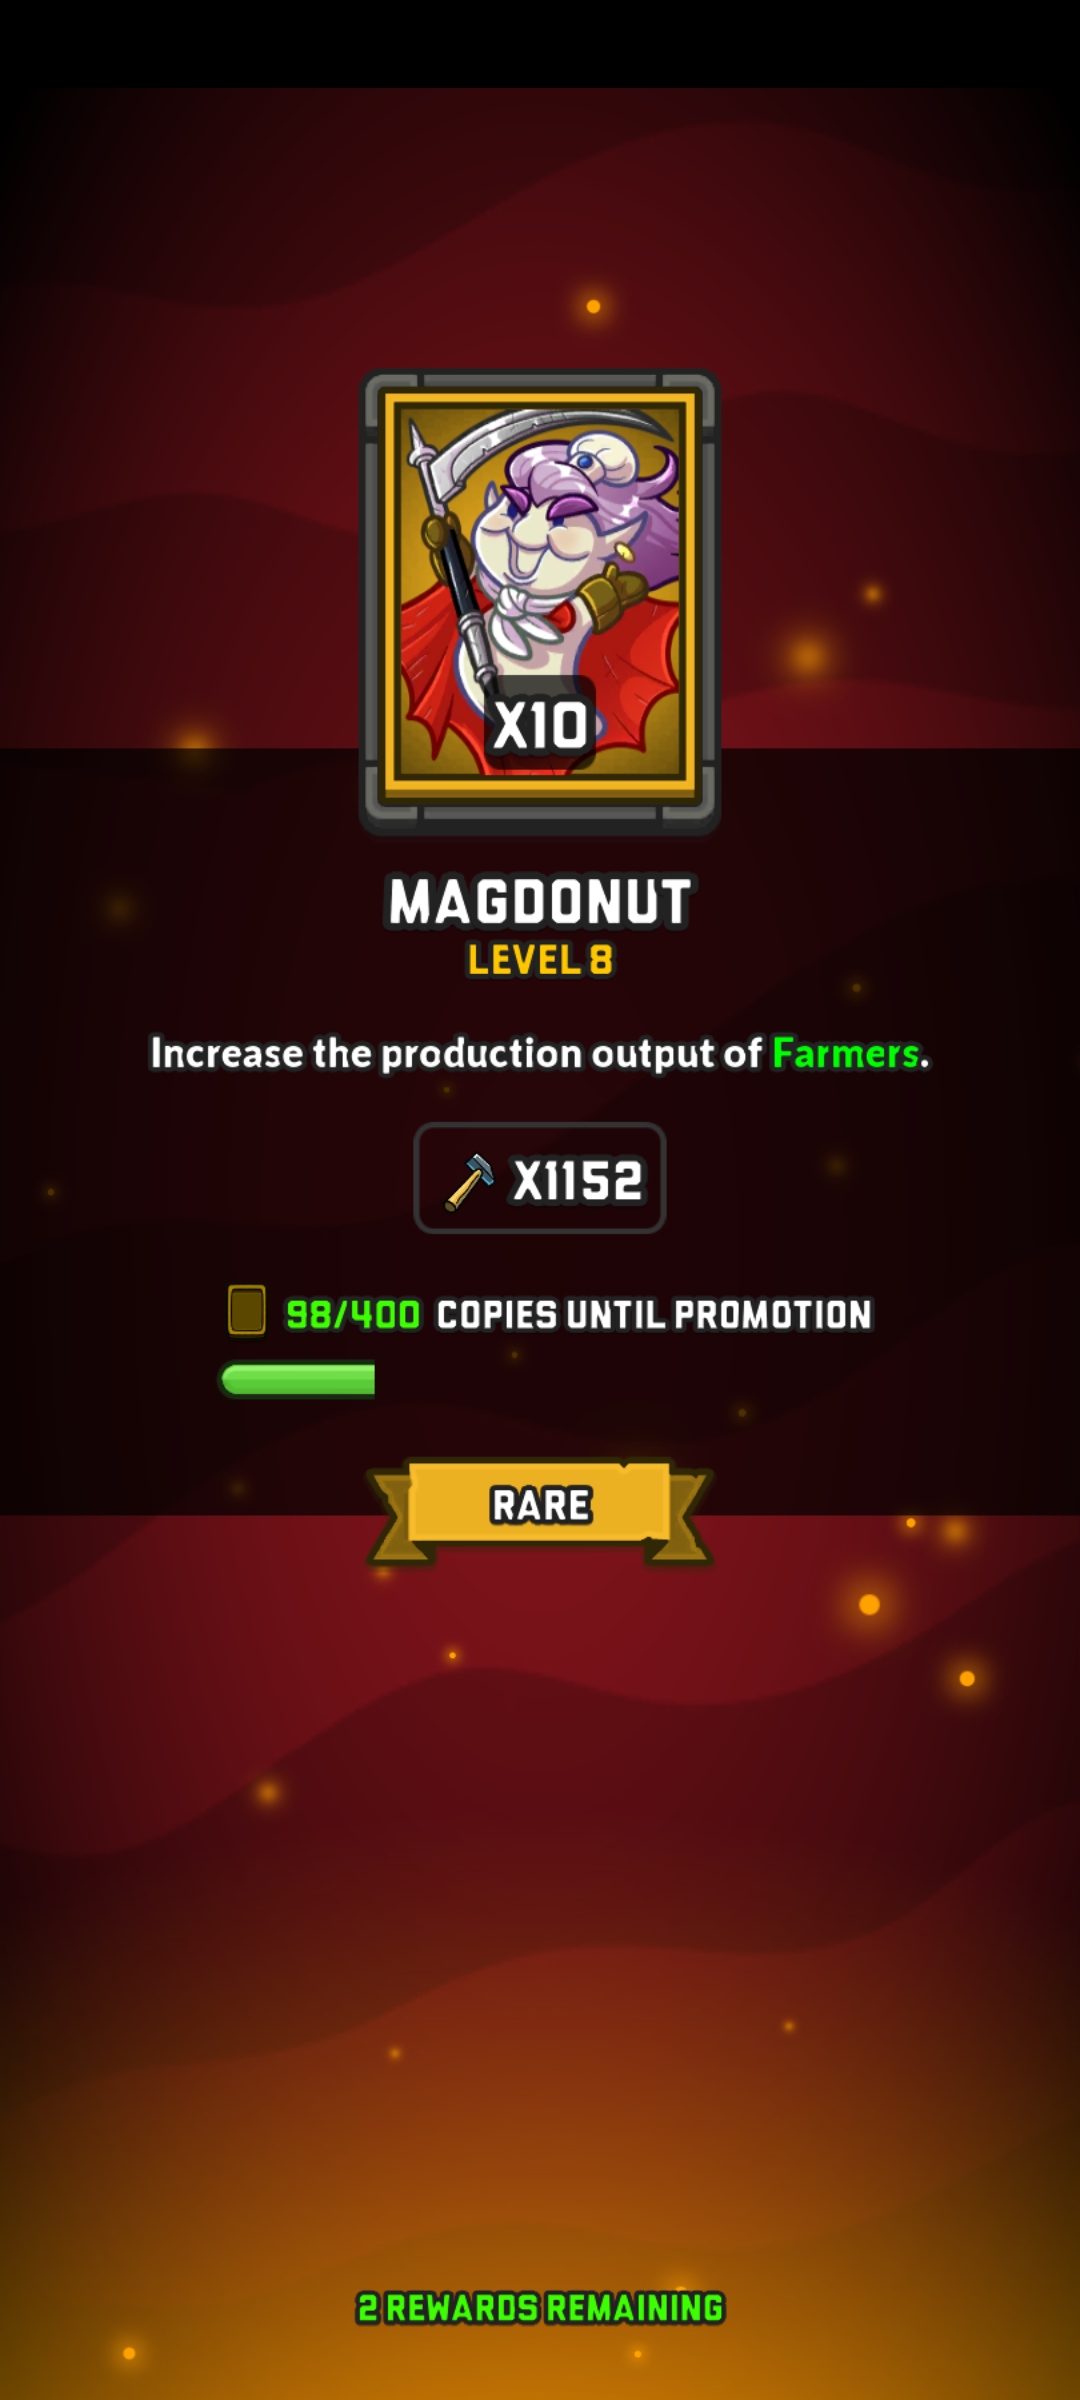 X10
MAGDONUT
LEVEL 8
Increase the production output of Farmers.
X1152
98/400 COPIES UNTIL PROMOTION
RARE
2 REWARDS REMAINING